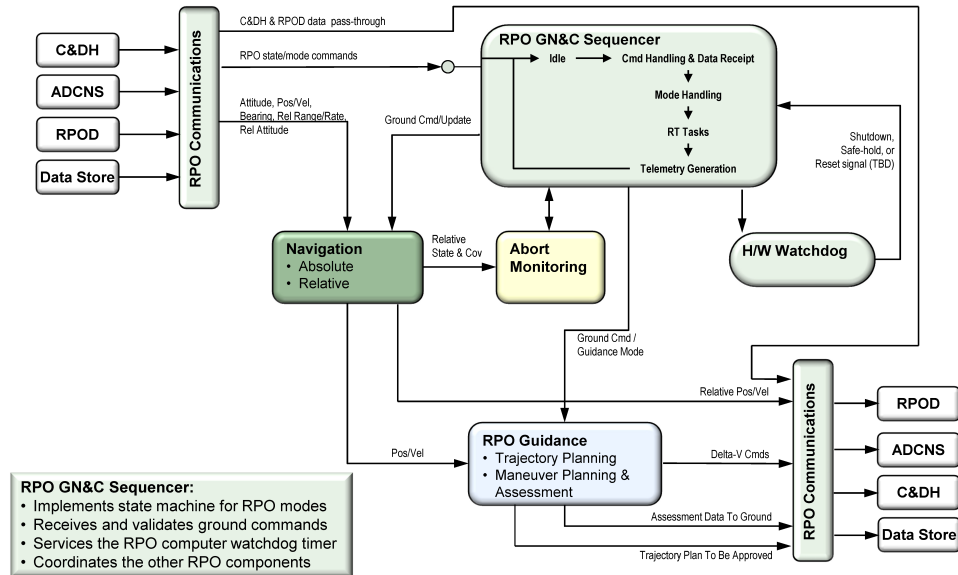 C&DH & RPOD data pass-through
C&DH
ADCNS
RPOD
Data Store
RPO Communications
RPO state/mode commands
Attitude, Pos/Vel,
Bearing, Rel Range/Rate,
Rel Attitude
Ground Cmd/Update
RPO GN&C Sequencer
Idle
Cmd Handling & Data Receipt
Mode Handling
RT Tasks
Telemetry Generation
Shutdown,
Safe-hold, or
Reset signal (TBD)
H/W Watchdog
Navigation
• Absolute
• Relative
Relative
State & Cov
Abort
Monitoring
Ground Cmd /
Guidance Mode
Relative Pos/Vel
Pos/Vel
RPO Guidance
• Trajectory Planning
• Maneuver Planning &
Assessment
Delta-V Cmds
Assessment Data To Ground
Trajectory Plan To Be Approved
RPO Communications
RPOD
ADCNS
C&DH
Data Store
RPO GN&C Sequencer:
• Implements state machine for RPO modes
• Receives and validates ground commands
• Services the RPO computer watchdog timer
• Coordinates the other RPO components